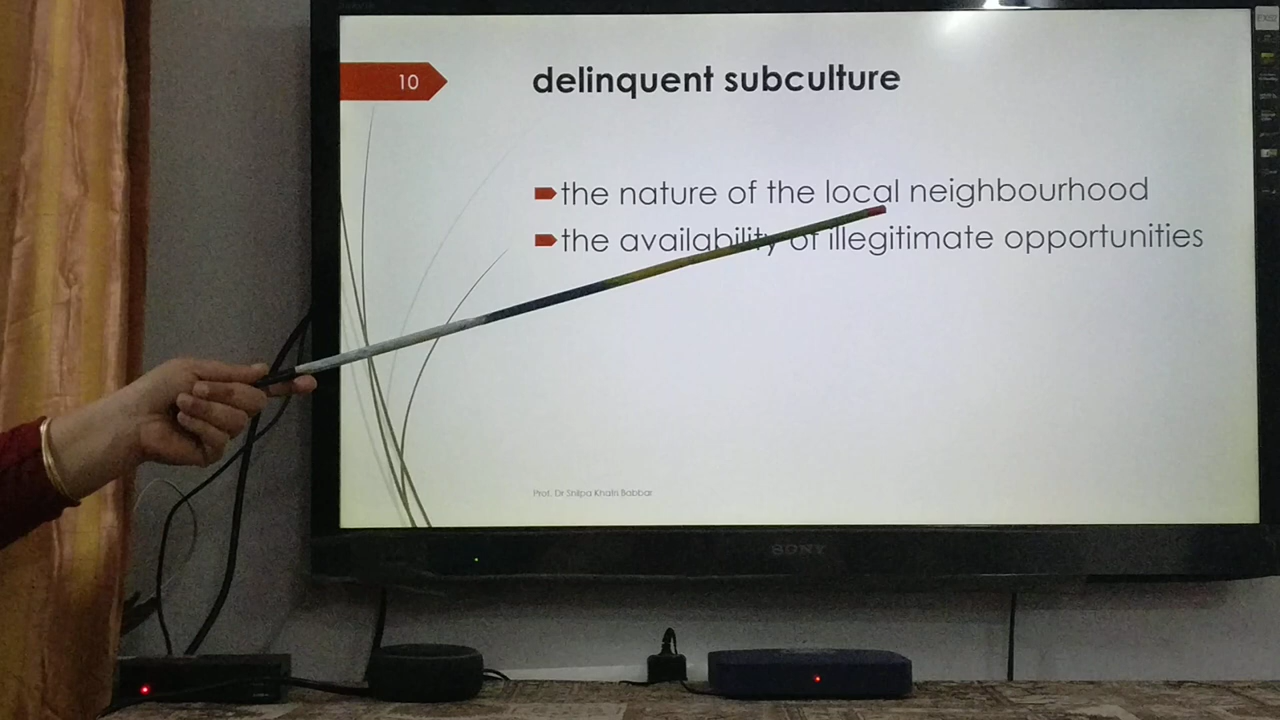 10
delinquent subculture
the nature of the local neighbourhood
the availability of illegitimate opportunities
Prof. Dr Shilpa Khatri Babbar
SONY